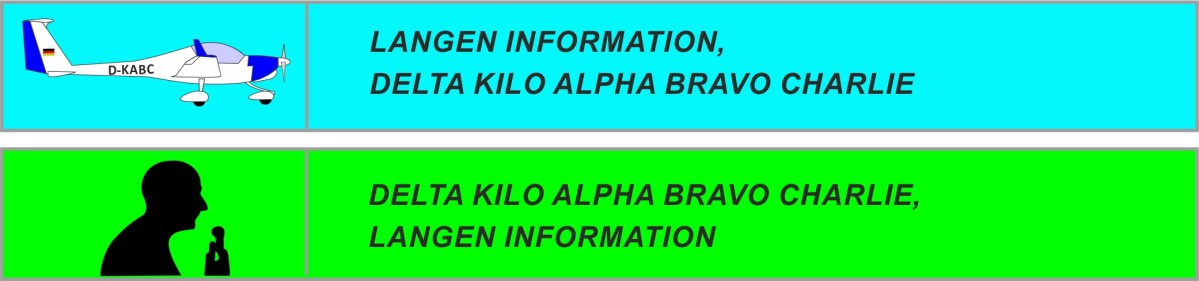 D-KABC
LANGEN INFORMATION,
DELTA KILO ALPHA BRAVO CHARLIE
DELTA KILO ALPHA BRAVO CHARLIE,
LANGEN INFORMATION